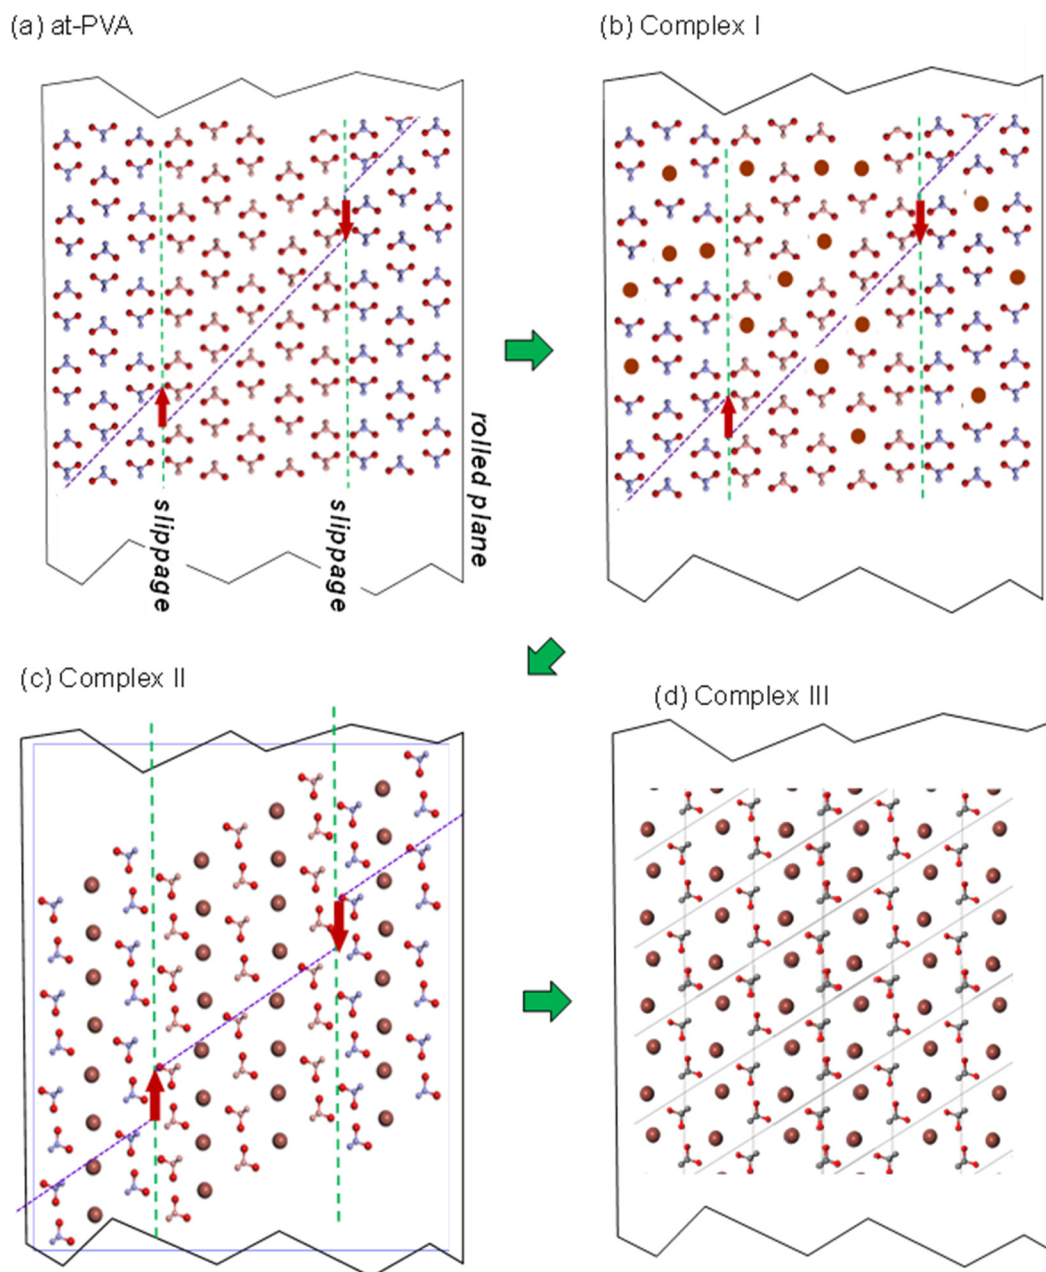 (a) at-PVA
(b) Complex I
rolled plane
slippage
slippage
(c) Complex II
(d) Complex III